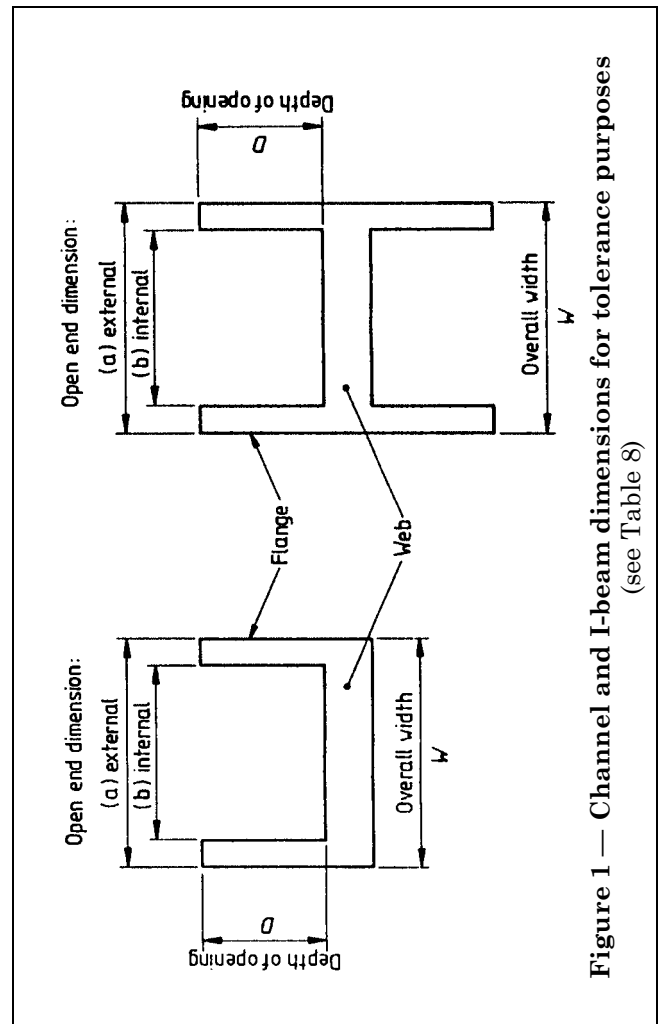 Open end dimension:
(a) external
(b) internal
Depth of opening
D
Overall width
W
Flange
Web
Open end dimension:
(a) external
(b) internal
Depth of opening
D
Overall width
W
Figure 1 — Channel and I-beam dimensions for tolerance purposes
(see Table 8)